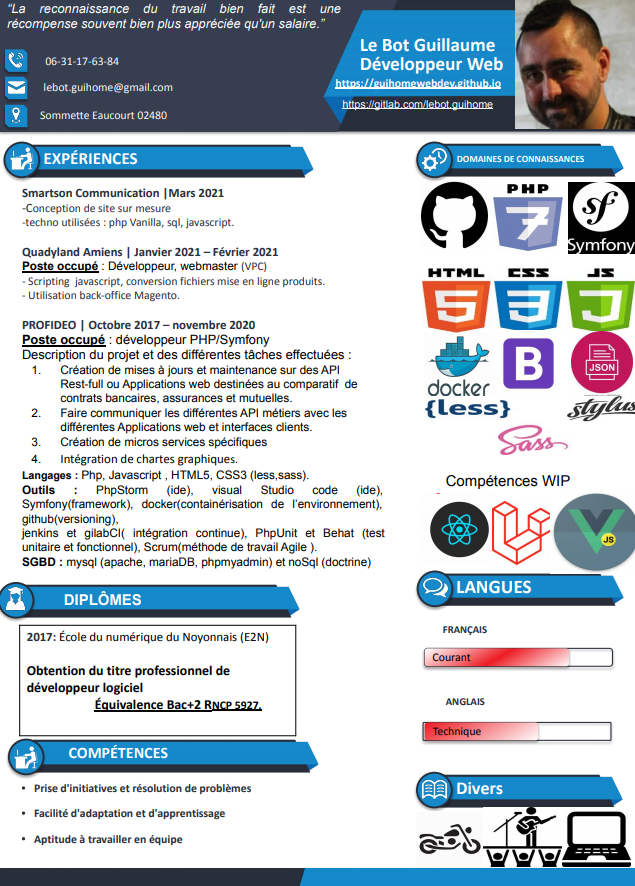 “La reconnaissance du travail bien fait est une
récompense souvent bien plus appréciée qu'un salaire.”
06-31-17-63-84
lebot.guihome@gmail.com
Sommette Eaucourt 02480
Le Bot Guillaume
Développeur Web
https://guihomewebdev.github.io
https://gitlab.com/lebot.guihome
EXPÉRIENCES
Smartson Communication |Mars 2021
-Conception de site sur mesure
-techno utilisées : php Vanilla, sql, javascript.
Quadyland Amiens | Janvier 2021 – Février 2021
Poste occupé : Développeur, webmaster (VPC)
- Scripting javascript, conversion fichiers mise en ligne produits.
- Utilisation back-office Magento.
PROFIDEO | Octobre 2017 – novembre 2020
Poste occupé : développeur PHP/Symfony
Description du projet et des différentes tâches effectuées :
1. Création de mises à jours et maintenance sur des API
Rest-full ou Applications web destinées au comparatif de
contrats bancaires, assurances et mutuelles.
2. Faire communiquer les différentes API métiers avec les
différentes Applications web et interfaces clients.
3. Création de micros services spécifiques
4. Intégration de chartes graphiques.
Langages : Php, Javascript , HTML5, CSS3 (less,sass).
Outils : PhpStorm (ide), visual Studio code (ide),
Symfony(framework), docker(containérisation de l’environnement),
github(versioning),
jenkins et gilabCI( intégration continue), PhpUnit et Behat (test
unitaire et fonctionnel), Scrum(méthode de travail Agile ).
SGBD : mysql (apache, mariaDB, phpmyadmin) et noSql (doctrine)
DIPLÔMES
2017: École du numérique du Noyonnais (E2N)
Obtention du titre professionnel de
développeur logiciel
Équivalence Bac+2 RNCP 5927.
COMPÉTENCES
• Prise d'initiatives et résolution de problèmes
• Facilité d'adaptation et d'apprentissage
• Aptitude à travailler en équipe
DOMAINES DE CONNAISSANCES
PHP
7
sf
Symfony
HTML
5
CSS
3
JS
docker
B
JSON
{less}
stylus
Sass
Compétences WIP
JS
LANGUES
FRANÇAIS
Courant
ANGLAIS
Technique
Divers